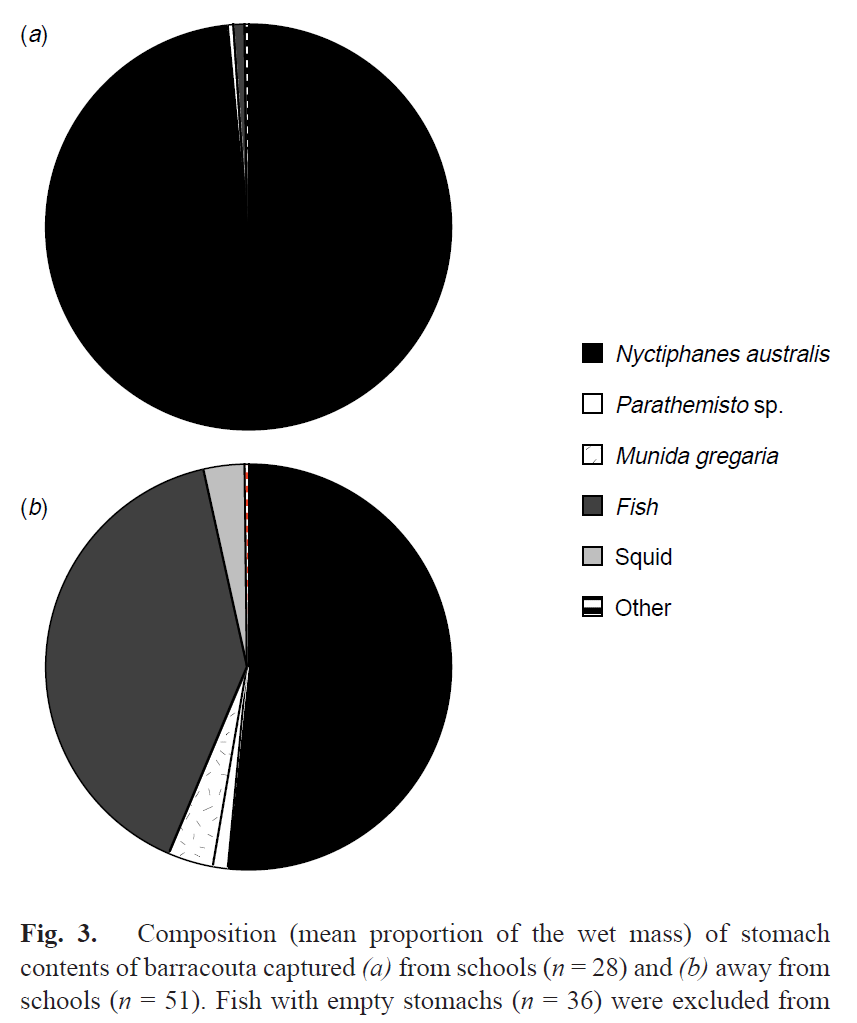 (a)
Nyctiphanes australis
Parathemisto sp.
Munida gregaria
Fish
(b)
Squid
Other
Fig. 3. Composition (mean proportion of the wet mass) of stomach
contents of barracouta captured (a) from schools (n = 28) and (b) away from
schools (n = 51). Fish with empty stomachs (n = 36) were excluded from